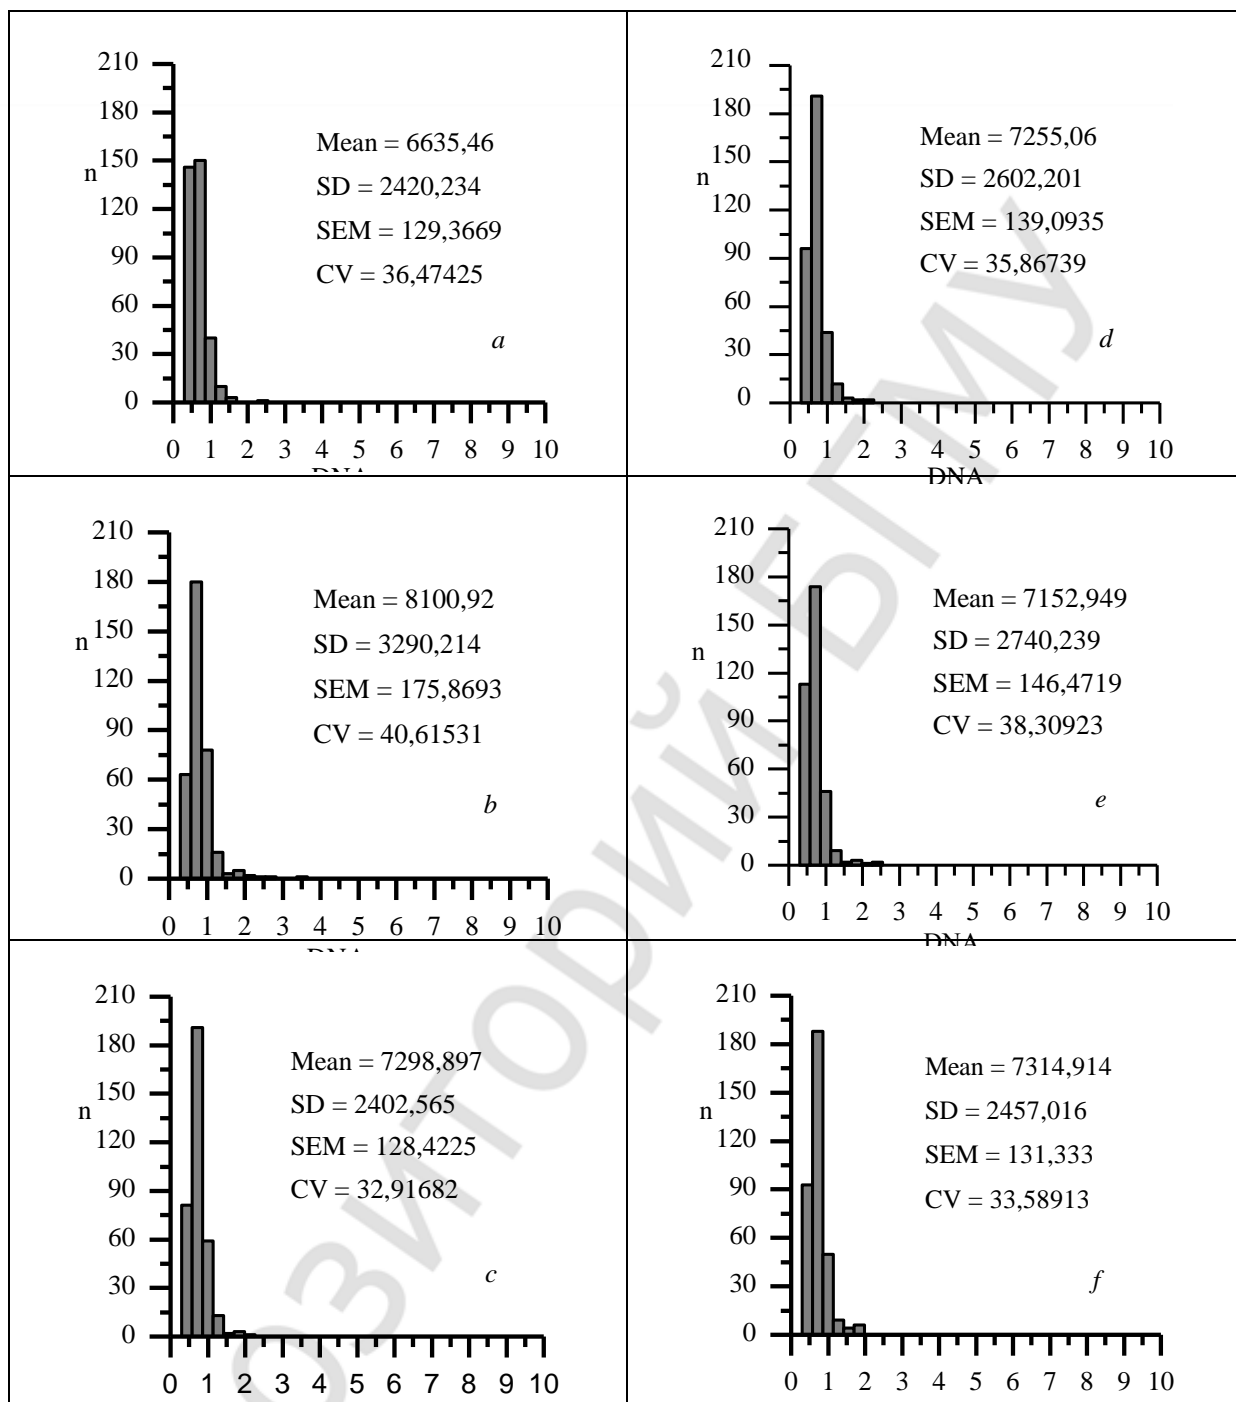 210
180
150
n
120
90
60
30
0
0 1 2 3 4 5 6 7 8 9 10
DNA
Mean = 6635,46
SD = 2420,234
SEM = 129,3669
CV = 36,47425
a
210
180
150
n
120
90
60
30
0
0 1 2 3 4 5 6 7 8 9 10
DNA
Mean = 7255,06
SD = 2602,201
SEM = 139,0935
CV = 35,86739
d
210
180
150
n
120
90
60
30
0
0 1 2 3 4 5 6 7 8 9 10
DNA
Mean = 8100,92
SD = 3290,214
SEM = 175,8693
CV = 40,61531
b
210
180
150
n
120
90
60
30
0
0 1 2 3 4 5 6 7 8 9 10
DNA
Mean = 7152,949
SD = 2740,239
SEM = 146,4719
CV = 38,30923
e
210
180
150
n
120
90
60
30
0
0 1 2 3 4 5 6 7 8 9 10
Mean = 7298,897
SD = 2402,565
SEM = 128,4225
CV = 32,91682
c
210
180
150
n
120
90
60
30
0
0 1 2 3 4 5 6 7 8 9 10
Mean = 7314,914
SD = 2457,016
SEM = 131,333
CV = 33,58913
f
озиторий БГМУ